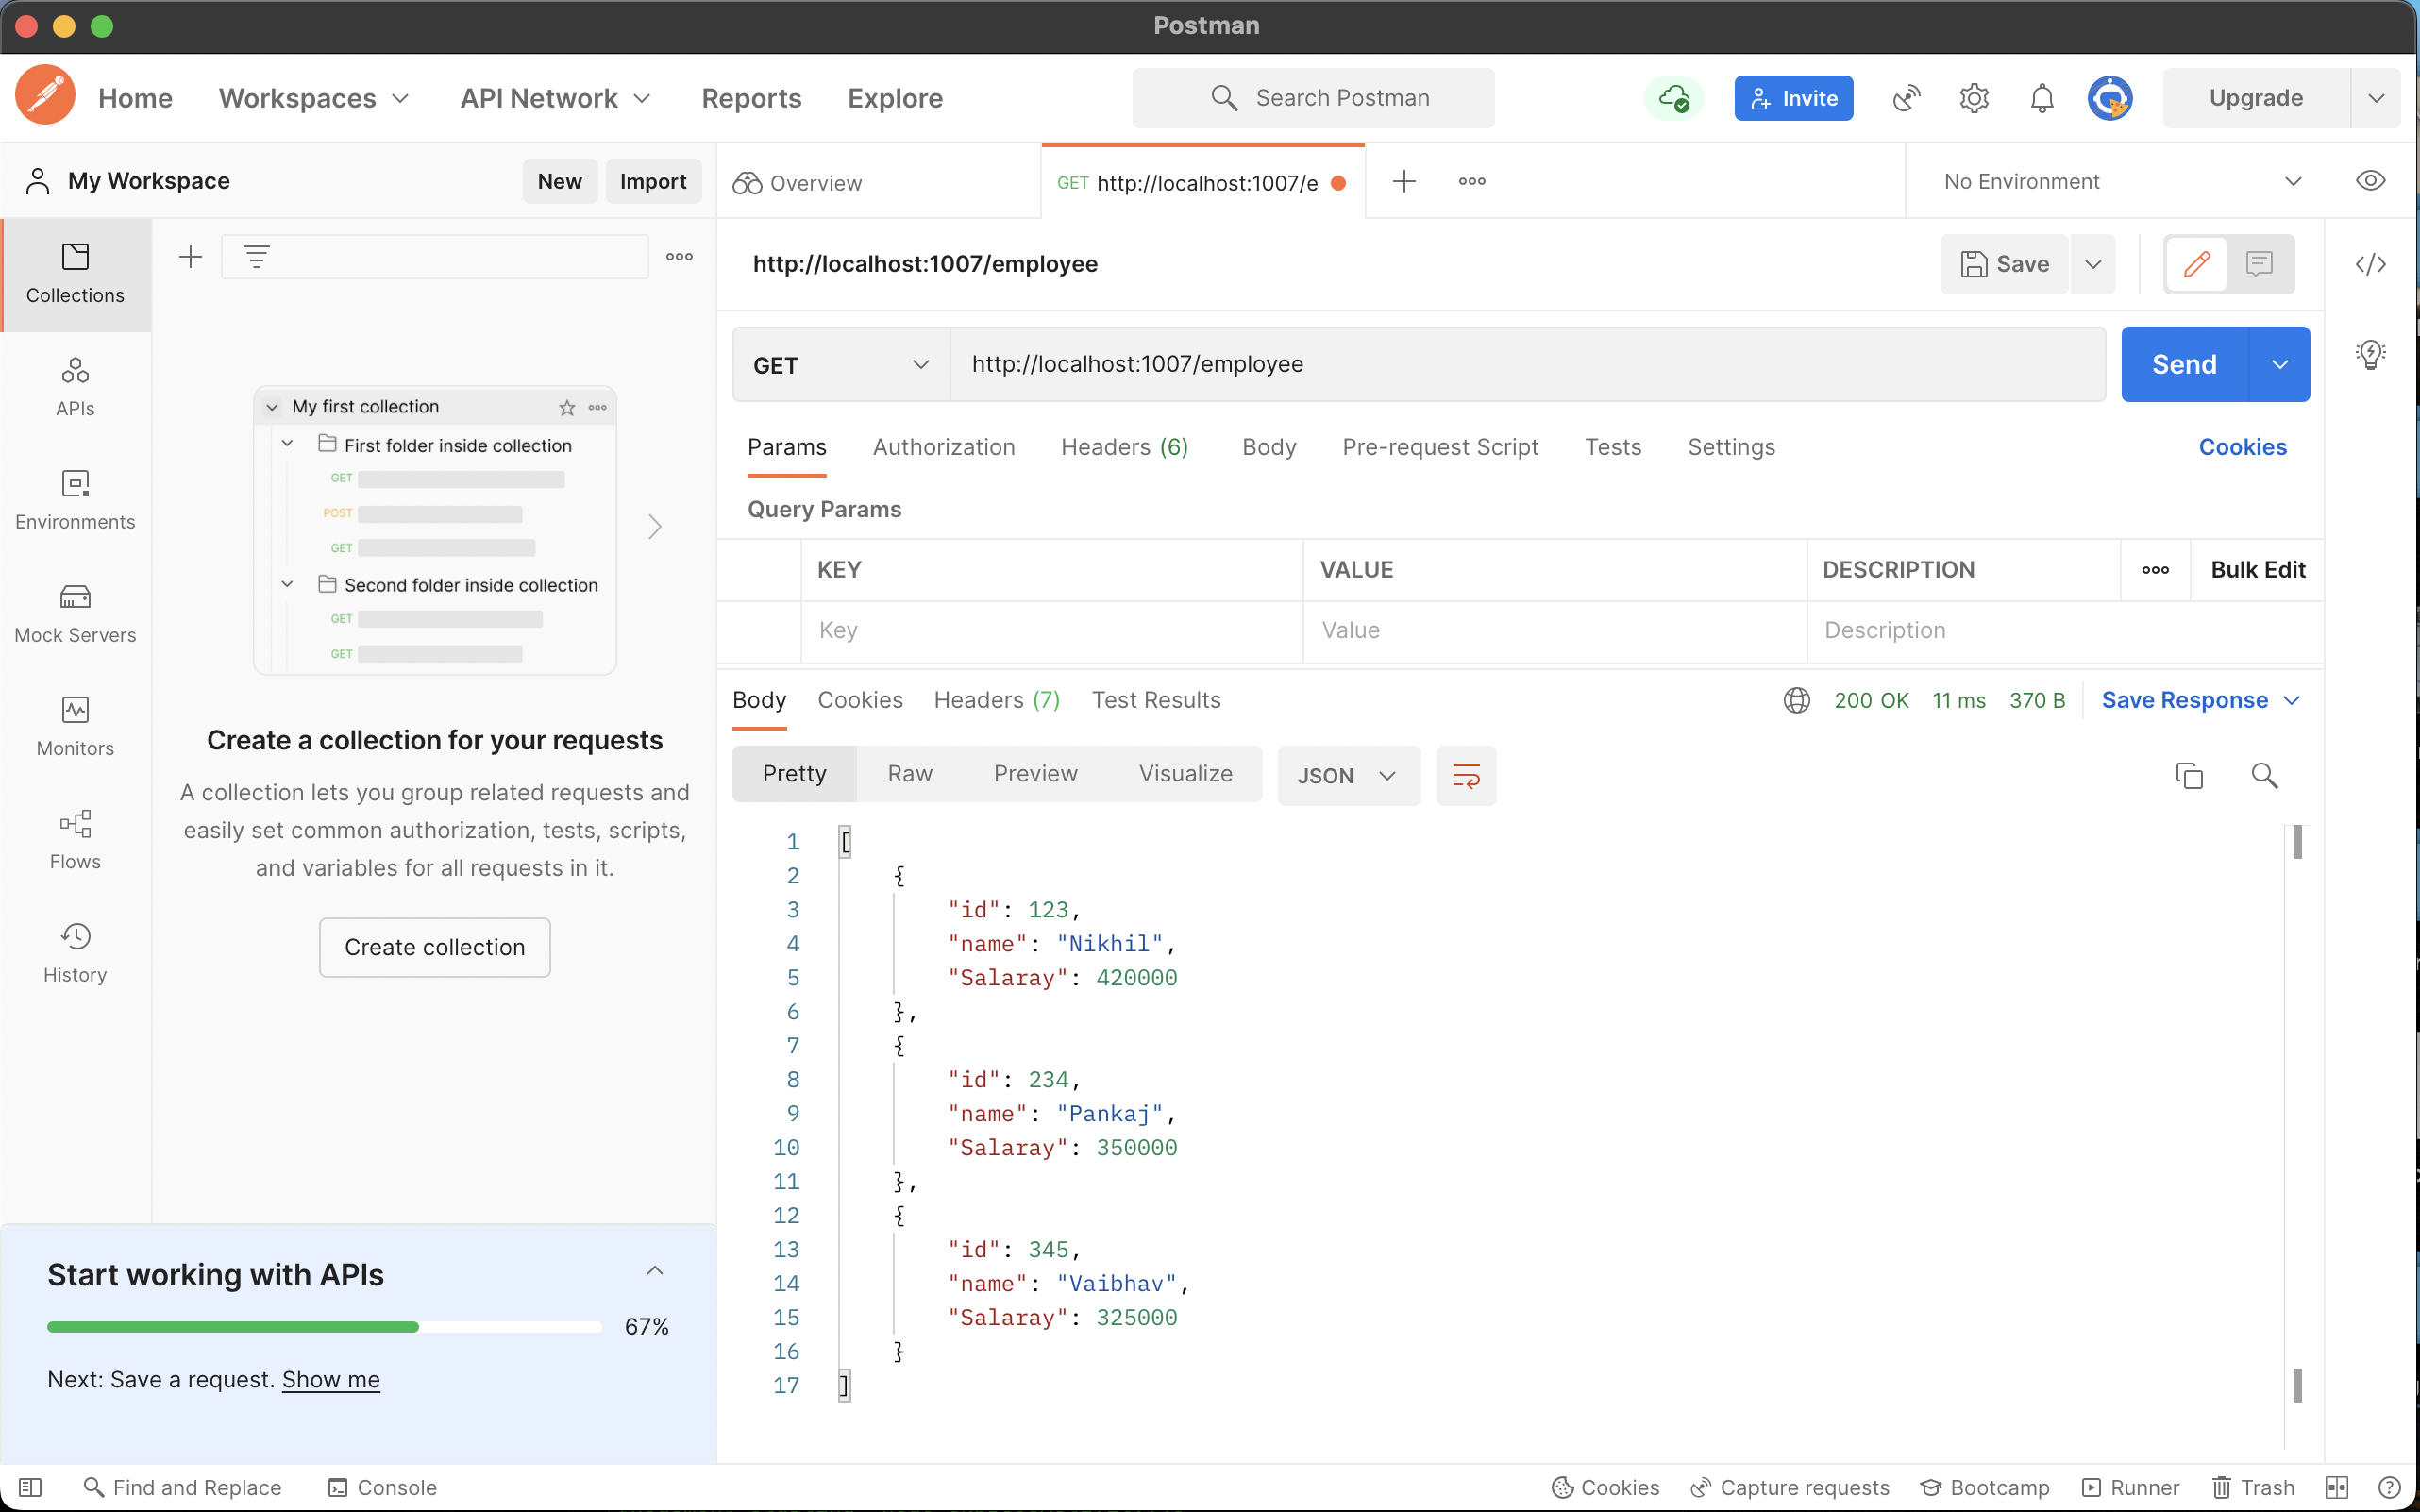 Postman
Home Workspaces API Network Reports Explore Search Postman Invite Upgrade
My Workspace New Import Overview GET http://localhost:1007/e No Environment
Collections
APIs
Environments
Mock Servers
Monitors
Flows
History
My first collection
First folder inside collection
GET
POST
GET
Second folder inside collection
GET
GET
Create a collection for your requests
A collection lets you group related requests and
easily set common authorization, tests, scripts,
and variables for all requests in it.
Create collection
Start working with APIs
67%
Next: Save a request. Show me
http://localhost:1007/employee Save
GET http://localhost:1007/employee Send
Params Authorization Headers (6) Body Pre-request Script Tests Settings Cookies
Query Params
KEY VALUE DESCRIPTION Bulk Edit
Key Value Description
Body Cookies Headers (7) Test Results 200 OK 11 ms 370 B Save Response
Pretty Raw Preview Visualize JSON
1 [
2 {
3 "id": 123,
4 "name": "Nikhil",
5 "Salaray": 420000
6 },
7 {
8 "id": 234,
9 "name": "Pankaj",
10 "Salaray": 350000
11 },
12 {
13 "id": 345,
14 "name": "Vaibhav",
15 "Salaray": 325000
16 }
17 ]
Find and Replace Console Cookies Capture requests Bootcamp Runner Trash